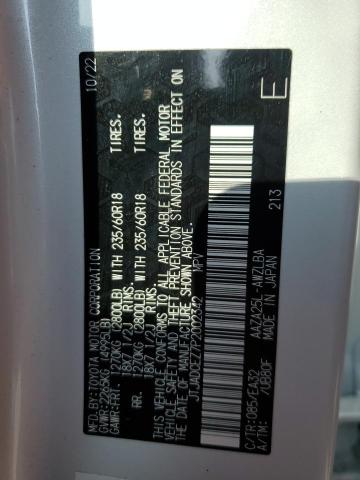 MFD.BY:TOYOTA MOTOR CORPORATION 10/22
GVWR:2265KG (4995LB)
GAWR:FRT. 1270KG (2800LB) WITH 235/60R18 TIRES.
18X7 1/2J RIMS.
RR. 1270KG (2800LB) WITH 235/60R18 TIRES.
18X7 1/2J RIMS.
THIS VEHICLE CONFORMS TO ALL APPLICABLE FEDERAL MOTOR
VEHICLE SAFETY AND THEFT PREVENTION STANDARDS IN EFFECT ON
THE DATE OF MANUFACTURE SHOWN ABOVE.
MPV
C/TR:085/EA32 AAZA25L-AWZLBA
A/TM: /UB80F MADE IN JAPAN
213
E